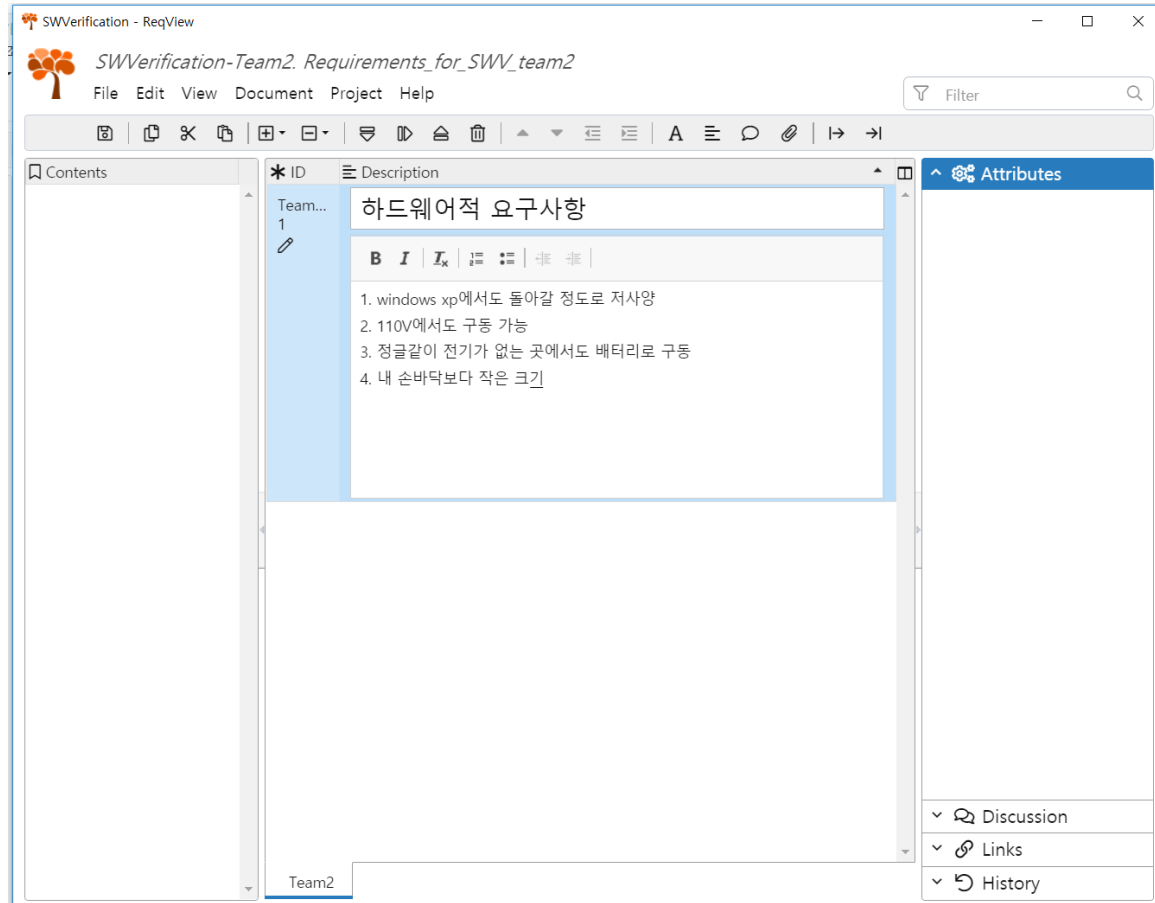 SWVerification - ReqView
SWVerification-Team2. Requirements_for_SWV_team2
File Edit View Document Project Help
Filter
Contents
ID
Description
Attributes
Team...
1
하드웨어적 요구사항
B I
1. windows xp에서도 돌아갈 정도로 저사양
2. 110V에서도 구동 가능
3. 정글같이 전기가 없는 곳에서도 배터리로 구동
4. 내 손바닥보다 작은 크기
Discussion
Links
History
Team2